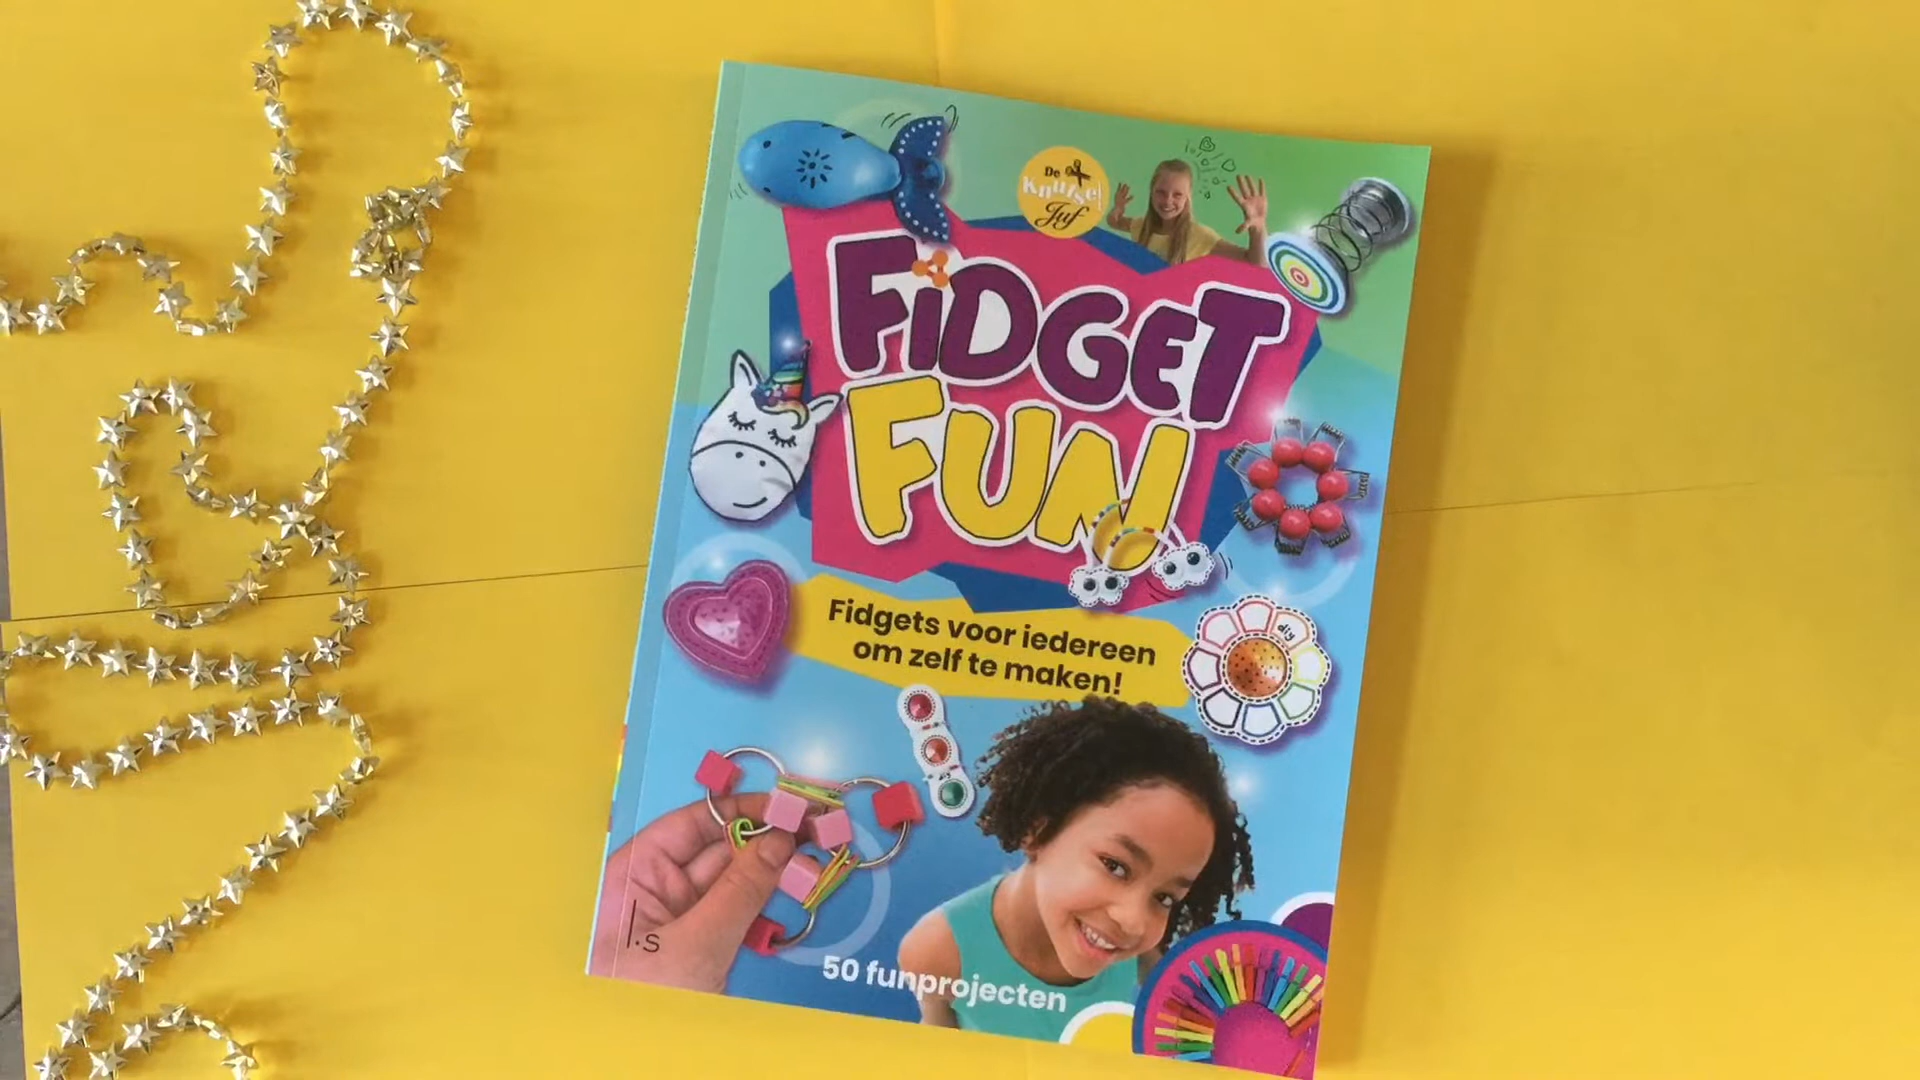 De
Knutsel
Juf
FiDGET
FUN
Fidgets voor iedereen
om zelf te maken!
diy
l.s
50 funprojecten